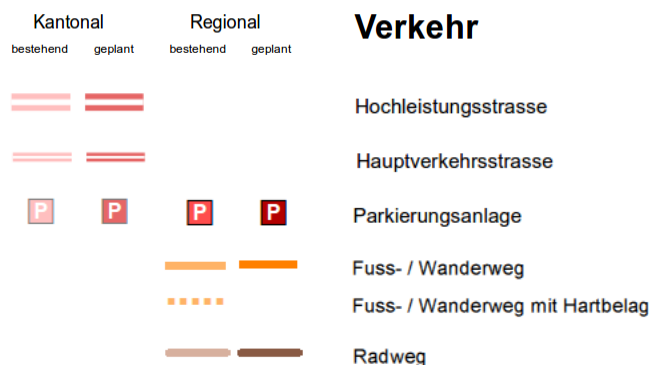 Kantonal Regional Verkehr
bestehend geplant bestehend geplant
Hochleistungsstrasse
Hauptverkehrsstrasse
P P P P Parkierungsanlage
Fuss- / Wanderweg
Fuss- / Wanderweg mit Hartbelag
Radweg